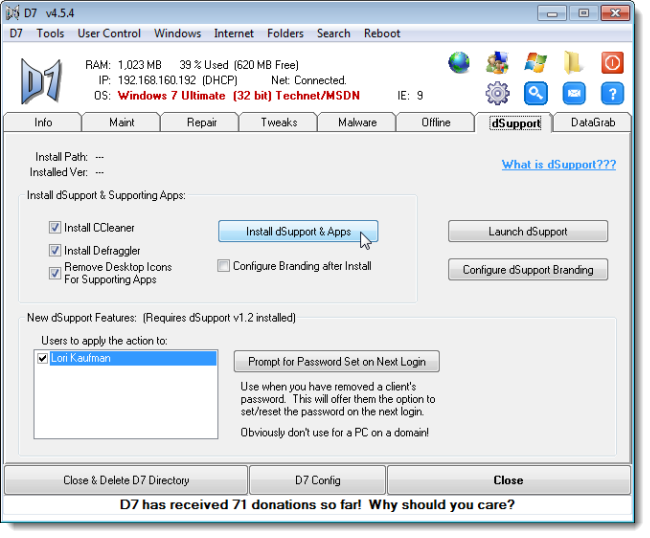 D7 v4.5.4
D7 Tools User Control Windows Internet Folders Search Reboot
D7
RAM: 1,023 MB 39 % Used (620 MB Free)
IP: 192.168.160.192 (DHCP) Net: Connected.
OS: Windows 7 Ultimate (32 bit) Technet/MSDN IE: 9
Info Maint Repair Tweaks Malware Offline dSupport DataGrab
Install Path: ---
Installed Ver: ---
What is dSupport???
Install dSupport & Supporting Apps:
Install CCleaner
Install Defraggler
Remove Desktop Icons
For Supporting Apps
Install dSupport & Apps
Configure Branding after Install
Launch dSupport
Configure dSupport Branding
New dSupport Features: (Requires dSupport v1.2 installed)
Users to apply the action to:
Lori Kaufman
Prompt for Password Set on Next Login
Use when you have removed a client's
password. This will offer them the option to
set/reset the password on the next login.
Obviously don't use for a PC on a domain!
Close & Delete D7 Directory D7 Config Close
D7 has received 71 donations so far! Why should you care?